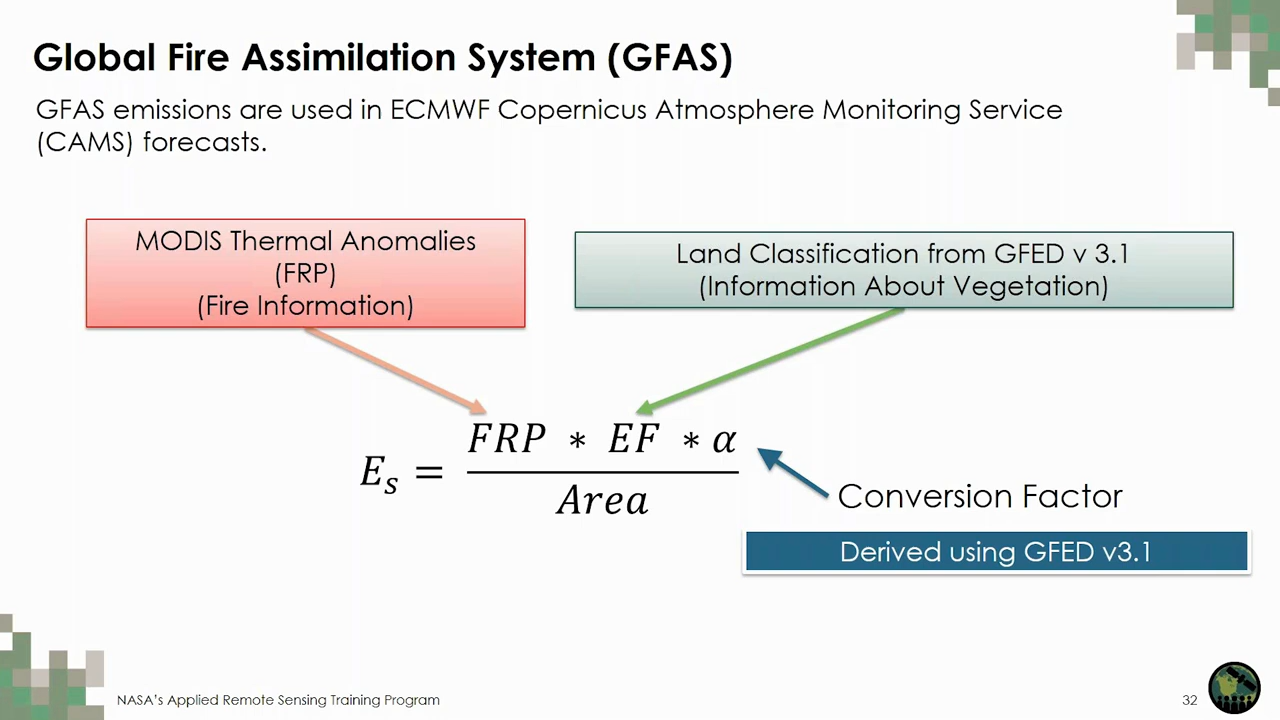 Global Fire Assimilation System (GFAS)
GFAS emissions are used in ECMWF Copernicus Atmosphere Monitoring Service
(CAMS) forecasts.
MODIS Thermal Anomalies
(FRP)
(Fire Information)
Land Classification from GFED v 3.1
(Information About Vegetation)
E_s = \frac{FRP * EF * α}{Area}
Conversion Factor
Derived using GFED v3.1
NASA's Applied Remote Sensing Training Program
32